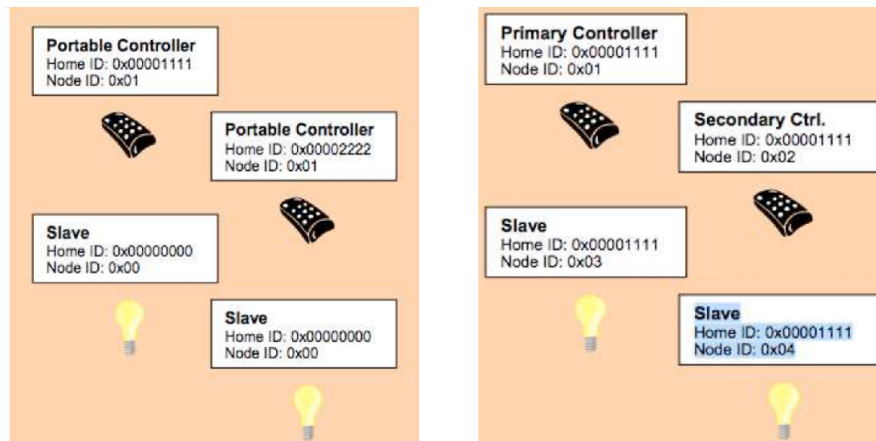 Portable Controller
Home ID: 0x00001111
Node ID: 0x01
Portable Controller
Home ID: 0x00002222
Node ID: 0x01
Slave
Home ID: 0x00000000
Node ID: 0x00
Slave
Home ID: 0x00000000
Node ID: 0x00
Primary Controller
Home ID: 0x00001111
Node ID: 0x01
Secondary Ctrl.
Home ID: 0x00001111
Node ID: 0x02
Slave
Home ID: 0x00001111
Node ID: 0x03
Slave
Home ID: 0x00001111
Node ID: 0x04